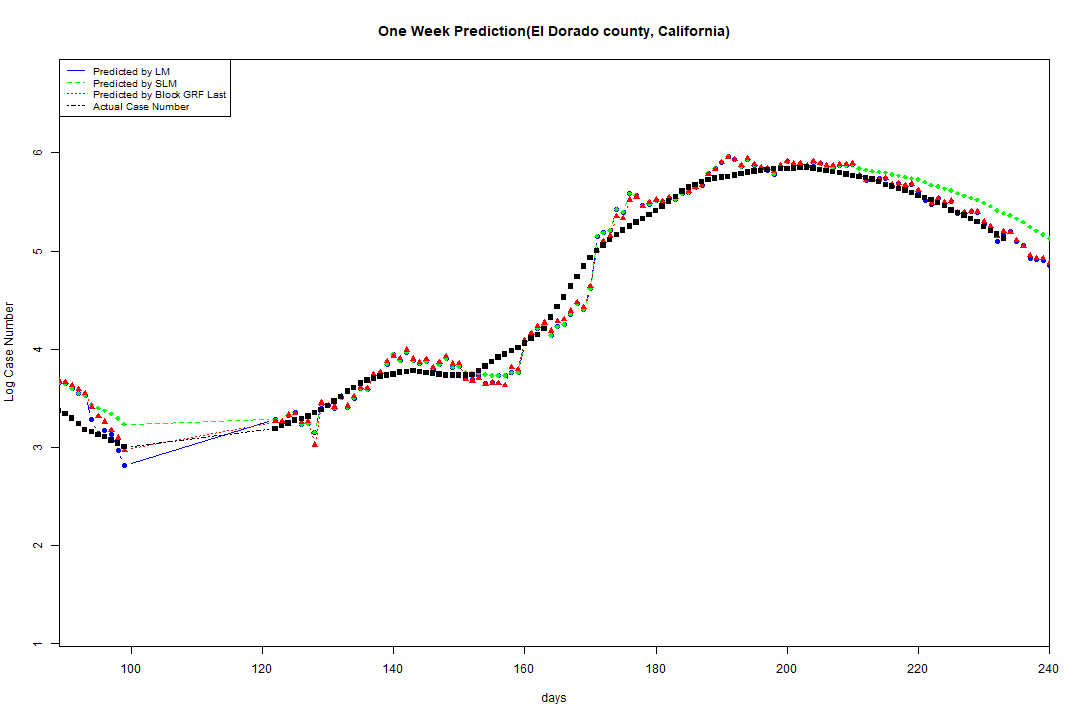 One Week Prediction(El Dorado county, California)
Predicted by LM
Predicted by SLM
Predicted by Block GRF Last
Actual Case Number
6
5
4
3
2
1
Log Case Number
100 120 140 160 180 200 220 240
days